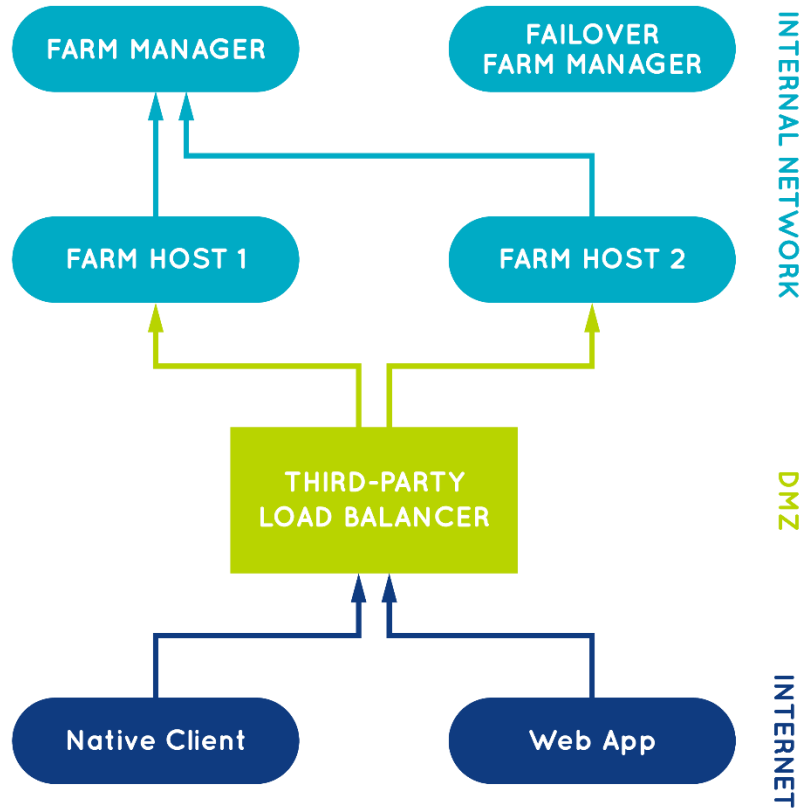 FARM MANAGER
FAILOVER
FARM MANAGER
INTERNAL NETWORK
FARM HOST 1
FARM HOST 2
THIRD-PARTY
LOAD BALANCER
DMZ
Native Client
Web App
INTERNET